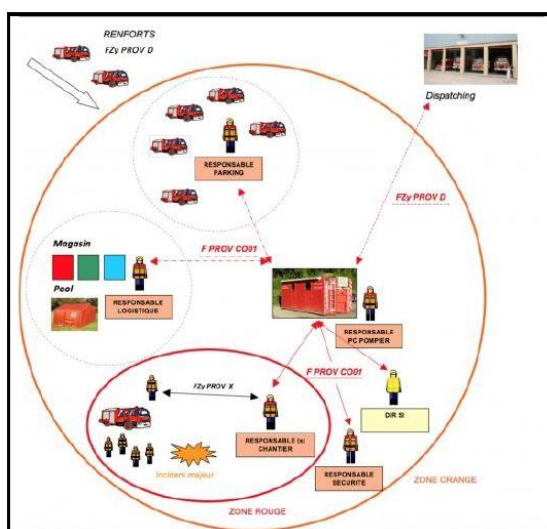 RENFORTS
FZy PROV D
Dispatching
RESPONSABLE
PARKING
FZy PROV D
F PROV CO01
Magasin
Pool
RESPONSABLE
LOGISTIQUE
RESPONSABLE
PC POMPIER
F PROV CO01
FZy PROV X
DIR SI
RESPONSABLE (s)
CHANTIER
Incident majeur
RESPONSABLE
SECURITE
ZONE ORANGE
ZONE ROUGE